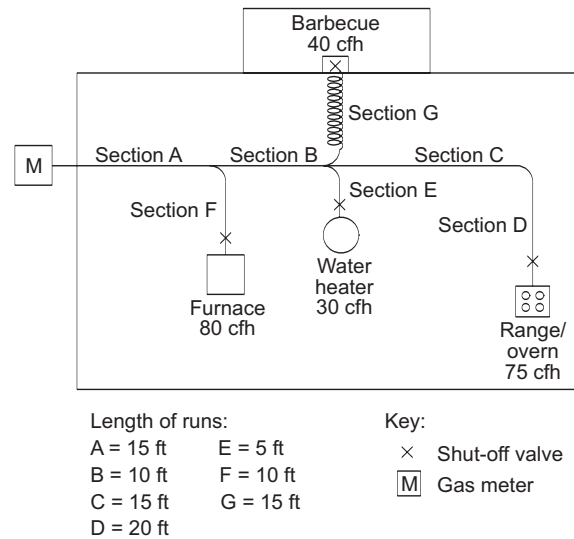 Barbecue
40 cfh
Section G
M
Section A
Section B
Section C
Section E
Section F
Section D
Water
heater
30 cfh
Furnace
80 cfh
Range/
overn
75 cfh
Length of runs:
A = 15 ft
E = 5 ft
B = 10 ft
F = 10 ft
C = 15 ft
G = 15 ft
D = 20 ft
Key:
Shut-off valve
M Gas meter